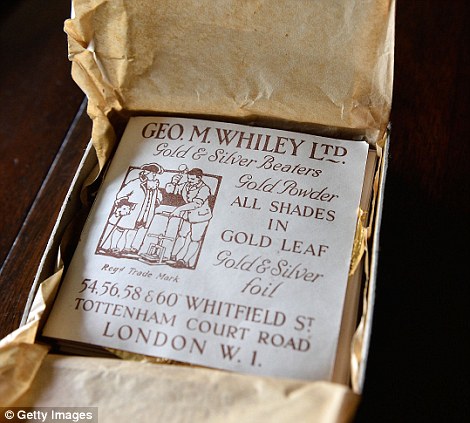 GEO. M. WHILEY LTD.
Gold & Silver Beaters
Gold Powder
ALL SHADES
IN
GOLD LEAF
Gold & Silver
foil
Regd Trade Mark
54, 56, 58 & 60 WHITFIELD ST.
TOTTENHAM COURT ROAD
LONDON W. 1.
© Getty Images